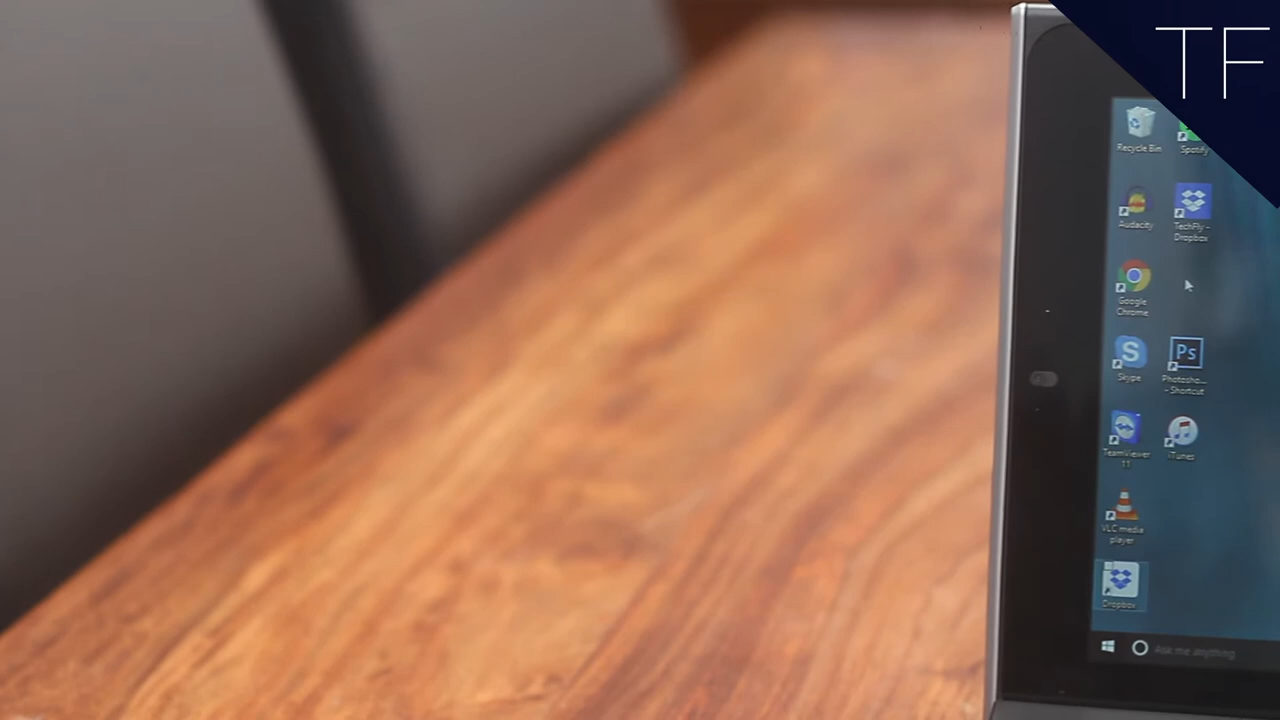 TF
Recycle Bin
Spotify
Audacity
TechFly -
Dropbox
Google
Chrome
S
Skype
Ps
Photosho...
- Shortcut
TeamViewer
11
iTunes
VLC media
player
Dropbox
Ask me anything